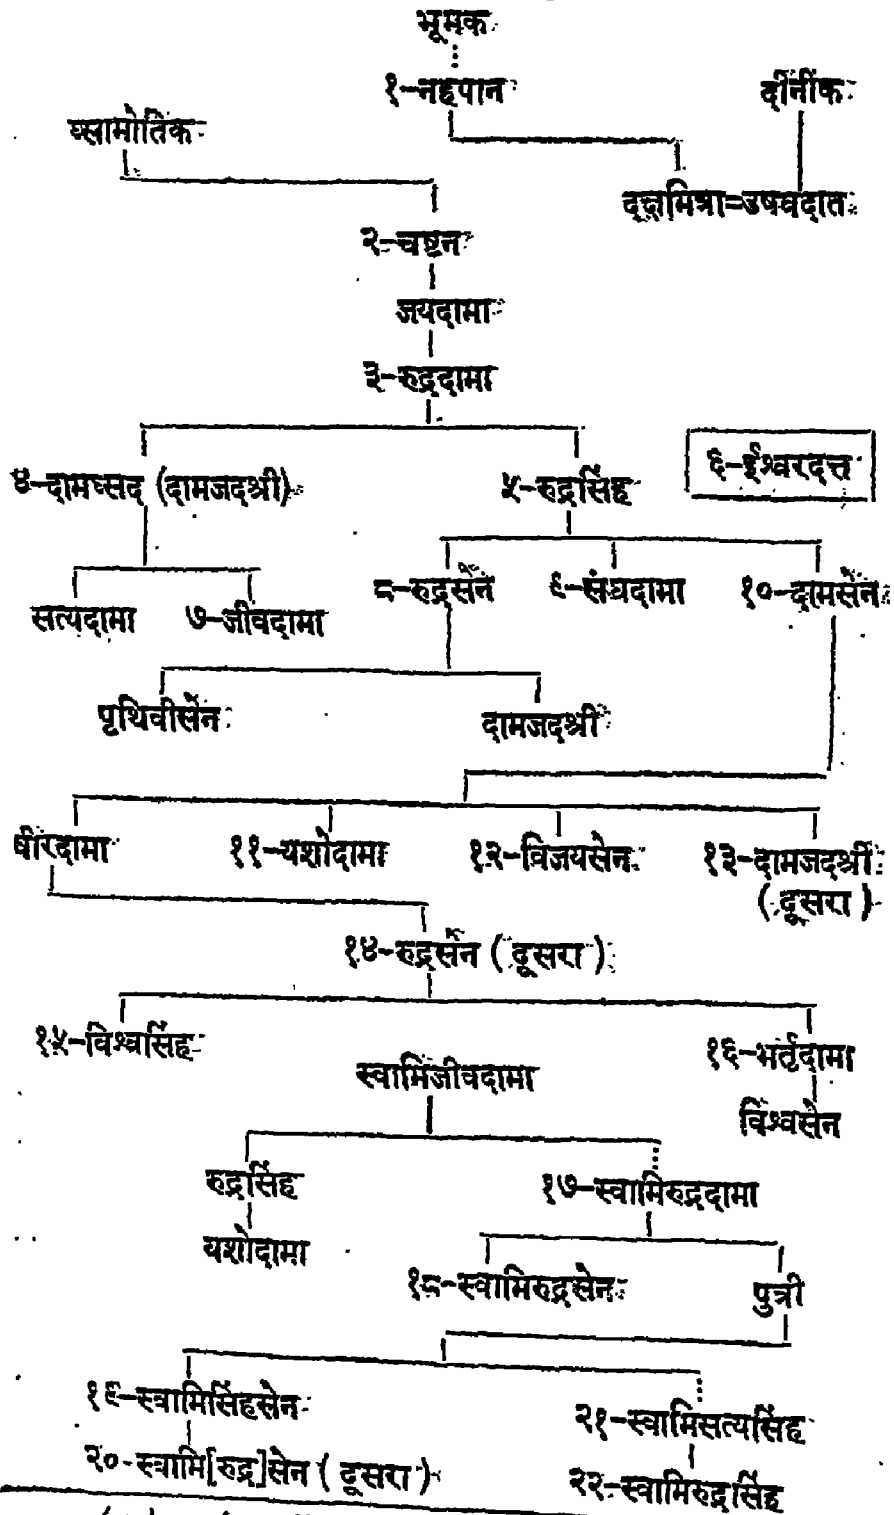 भूमक
१-नहपान दीनीक
घ्सामोतिक
दक्षमित्रा=उषवदात
२-चष्टन
जयदामा
३-रुद्रदामा
४-दामघ्सद (दामजदश्री) ५-रुद्रसिंह ६-ईश्वरदत्त
सत्यदामा ७-जीवदामा ८-रुद्रसेन ९-संघदामा १०-दामसेन
पृथिवीसेन दामजदश्री
वीरदामा ११-यशोदामा १२-विजयसेन १३-दामजदश्री
(दूसरा)
१४-रुद्रसेन (दूसरा)
१५-विश्वसिंह १६-भर्तृदामा
स्वामिजीवदामा
विश्वसेन
रुद्रसिंह १७-स्वामिरुद्रदामा
यशोदामा
१८-स्वामिरुद्रसेन पुत्री
१९-स्वामिसिंहसेन २१-स्वामिसत्यसिंह
२०-स्वामि[रुद्र]सेन (दूसरा) २२-स्वामिरुद्रसिंह